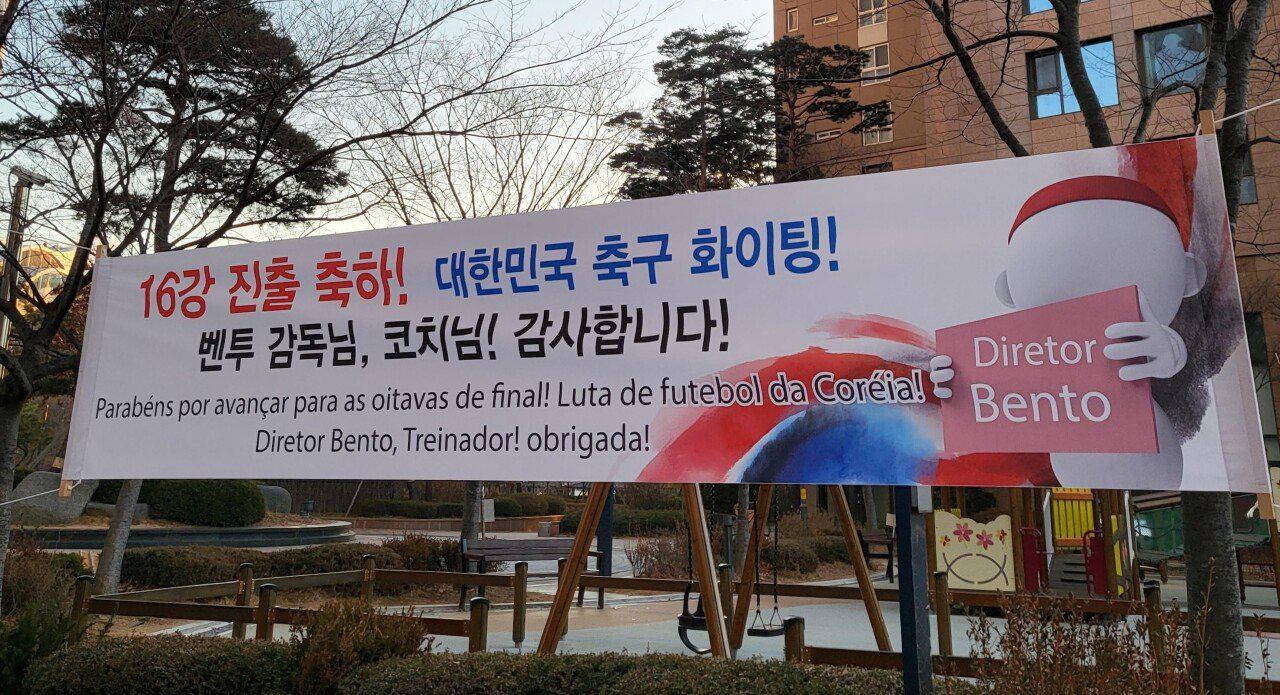 16강 진출 축하! 대한민국 축구 화이팅!
벤투 감독님, 코치님! 감사합니다!
Parabéns por avançar para as oitavas de final! Luta de futebol da Coréia!
Diretor Bento, Treinador! obrigada!
Diretor
Bento